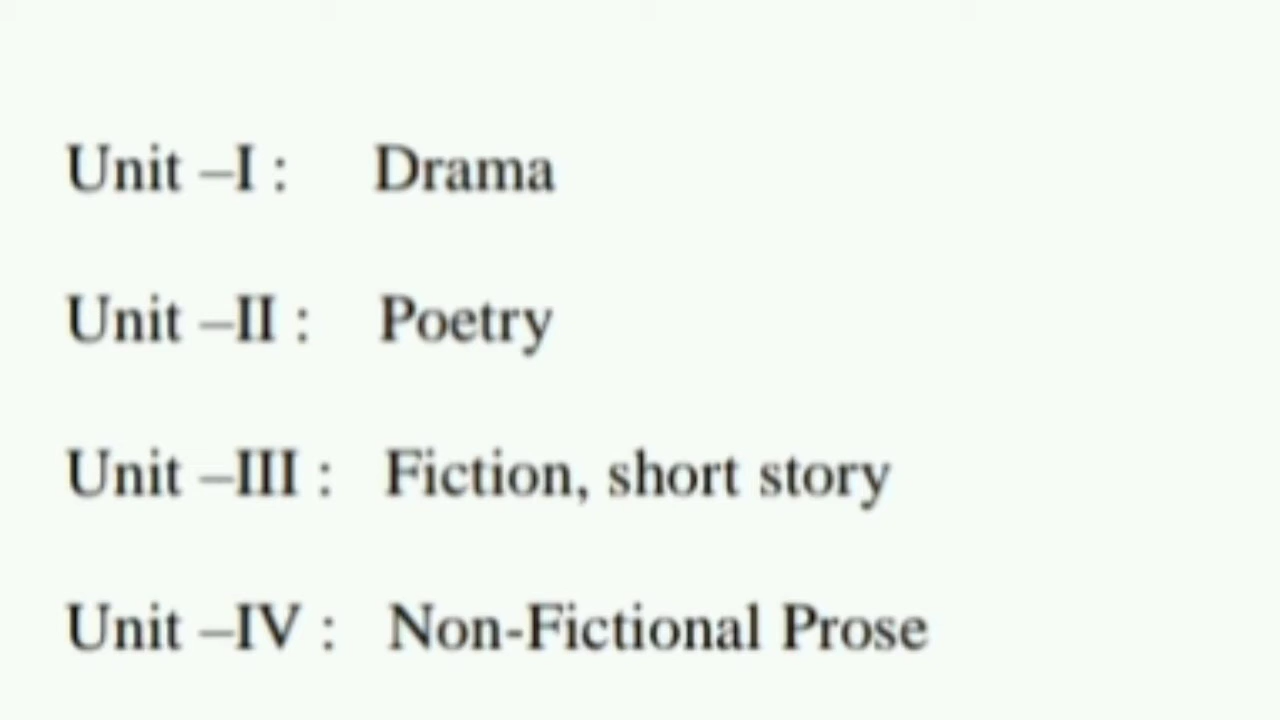 Unit –I : Drama
Unit –II : Poetry
Unit –III : Fiction, short story
Unit –IV : Non-Fictional Prose